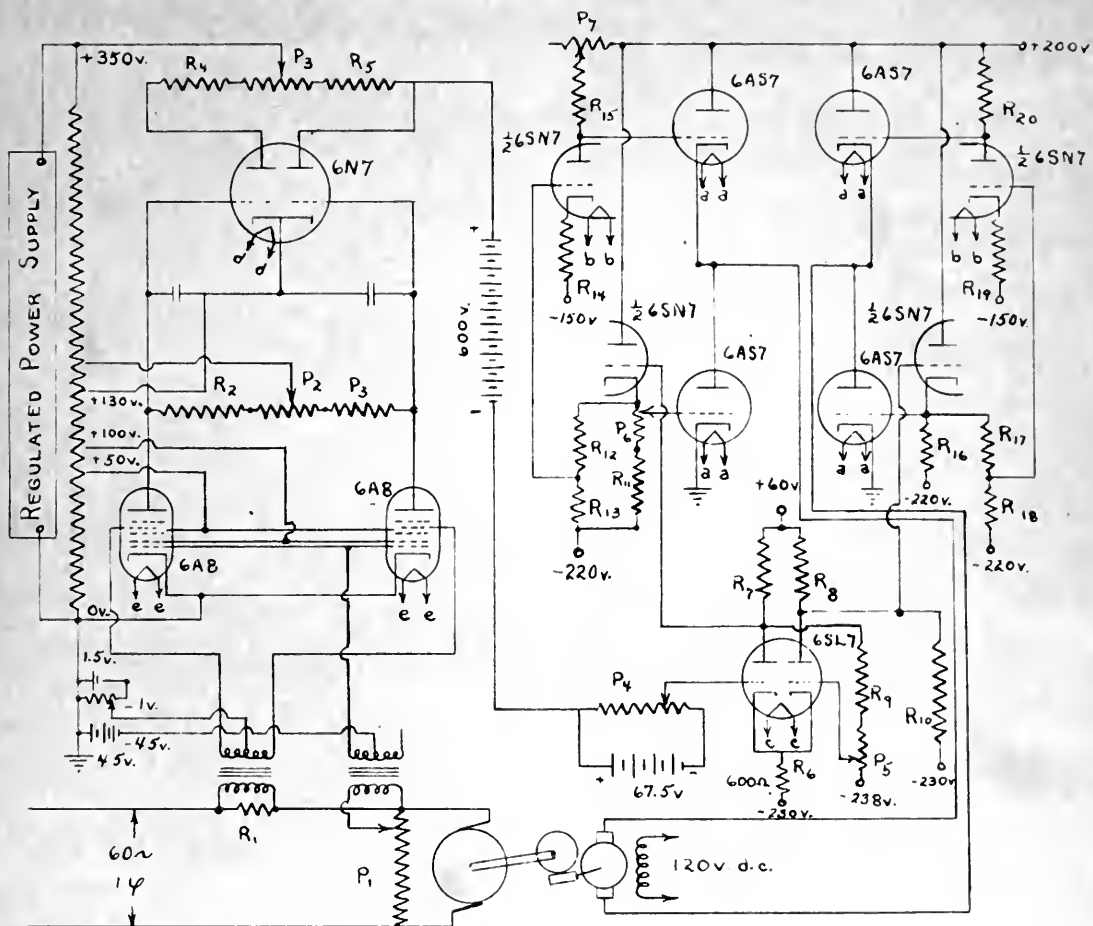 REGULATED POWER SUPPLY
+350v.
R4
P3
R5
6N7
d
d
R2
P2
P3
+130v.
+100v.
+50v.
6A8
6A8
e
e
e
e
0v.
1.5v.
-1v.
-45v.
45v.
R1
60~
1φ
P1
600v.
+
-
P7
+200v
R15
6AS7
6AS7
R20
½6SN7
½6SN7
a
a
a
a
b
b
b
b
R14
-150v.
R19
-150v.
½6SN7
½6SN7
6AS7
6AS7
P6
R12
R11
R13
a
a
a
a
R16
R17
-220v.
R18
-220v.
-220v.
+60v.
R7
R8
6SL7
P4
R9
R10
c
e
+
-
67.5v
600Ω
R6
P5
-230v.
-238v.
-230v
120v d.c.